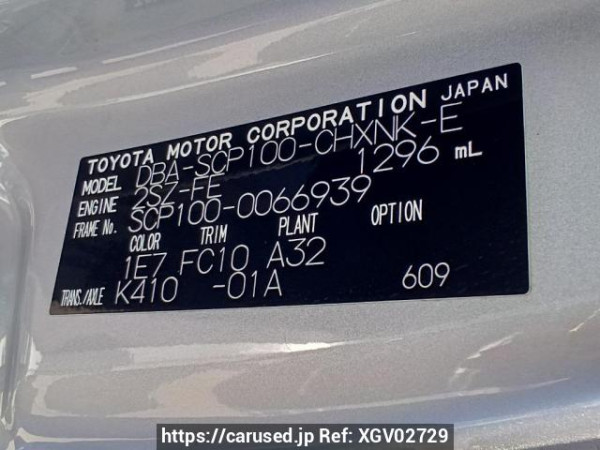 TOYOTA MOTOR CORPORATION JAPAN
MODEL DBA-SCP100-CHXNK-E
ENGINE 2SZ-FE 1296 mL
FRAME No. SCP100-0066939
COLOR TRIM PLANT OPTION
1E7 FC10 A32
TRANS./AXLE K410 -01A 609
https://carused.jp Ref: XGV02729